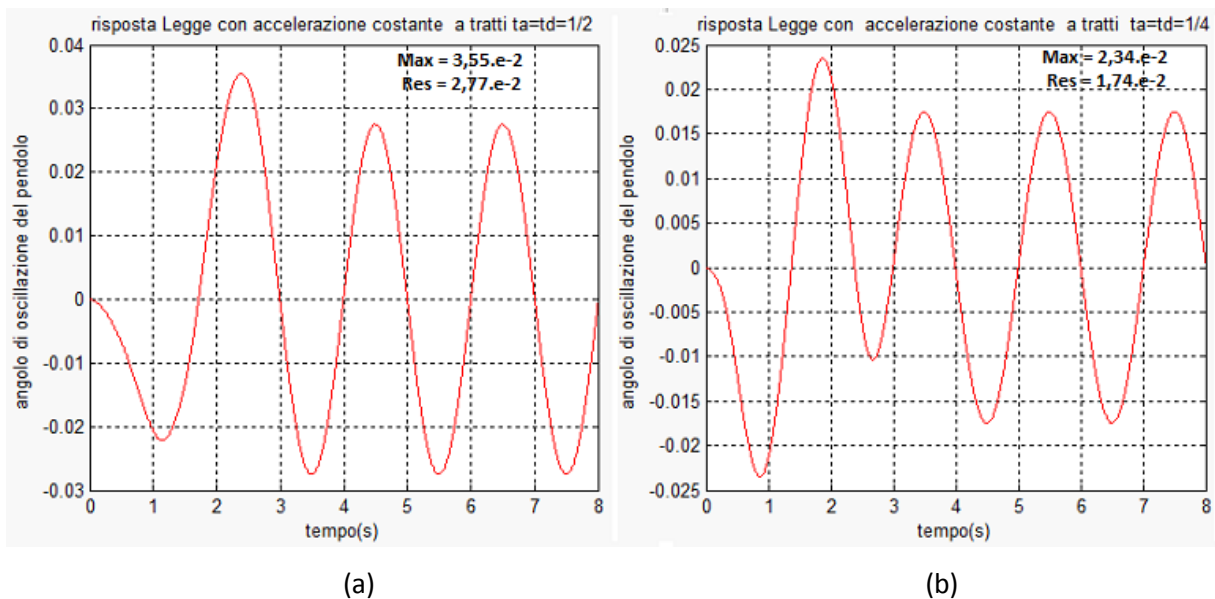 risposta Legge con accelerazione costante a tratti ta=td=1/2
0.04
0.03
0.02
0.01
0
-0.01
-0.02
-0.03
Max = 3,55.e-2
Res = 2,77.e-2
angolo di oscillazione del pendolo
0 1 2 3 4 5 6 7 8
tempo(s)
(a)
risposta Legge con accelerazione costante a tratti ta=td=1/4
0.025
0.02
0.015
0.01
0.005
0
-0.005
-0.01
-0.015
-0.02
-0.025
Max = 2,34.e-2
Res = 1,74.e-2
angolo di oscillazione del pendolo
0 1 2 3 4 5 6 7 8
tempo(s)
(b)